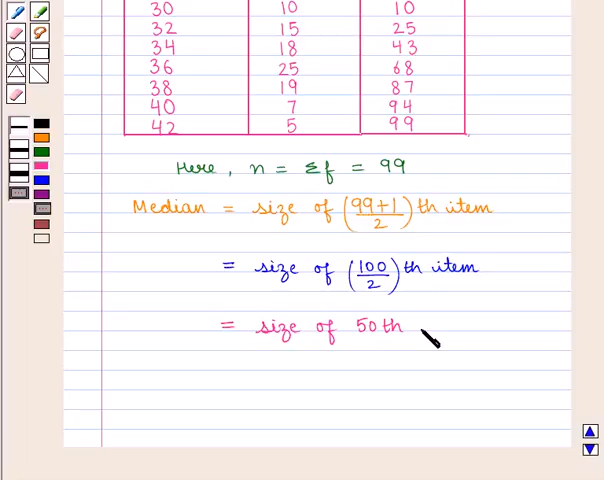 30 10 10
32 15 25
34 18 43
36 25 68
38 19 87
40 7 94
42 5 99
Here, n = Σf = 99
Median = size of (99+1/2) th item
= size of (100/2) th item
= size of 50th